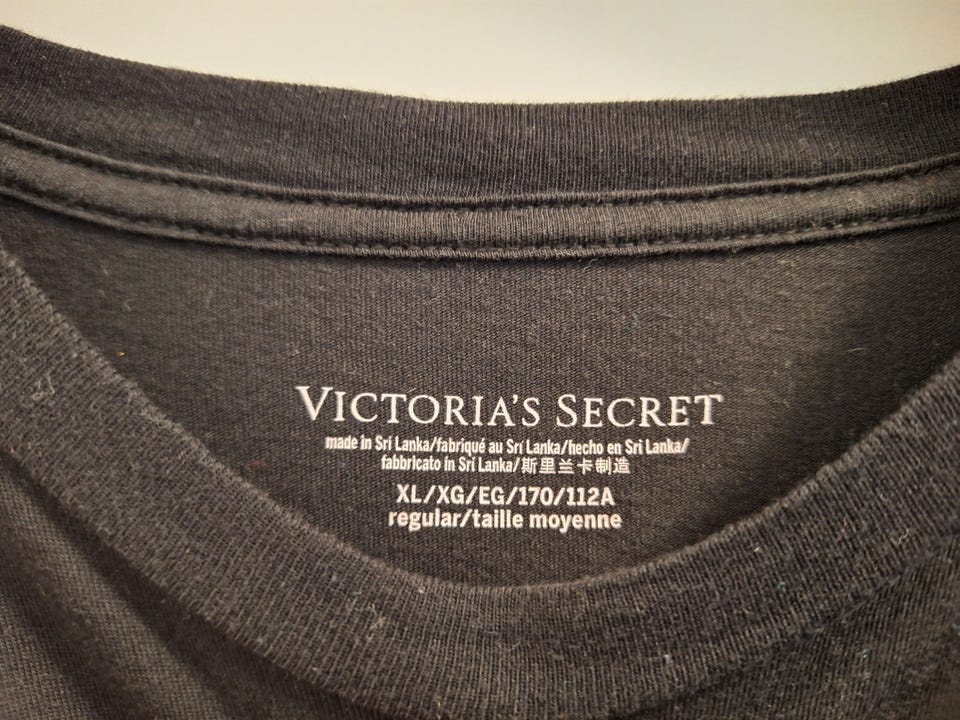 VICTORIA'S SECRET
made in Sri Lanka/fabriqué au Sri Lanka/hecho en Sri Lanka/
fabbricato in Sri Lanka/斯里兰卡制造
XL/XG/EG/170/112A
regular/taille moyenne